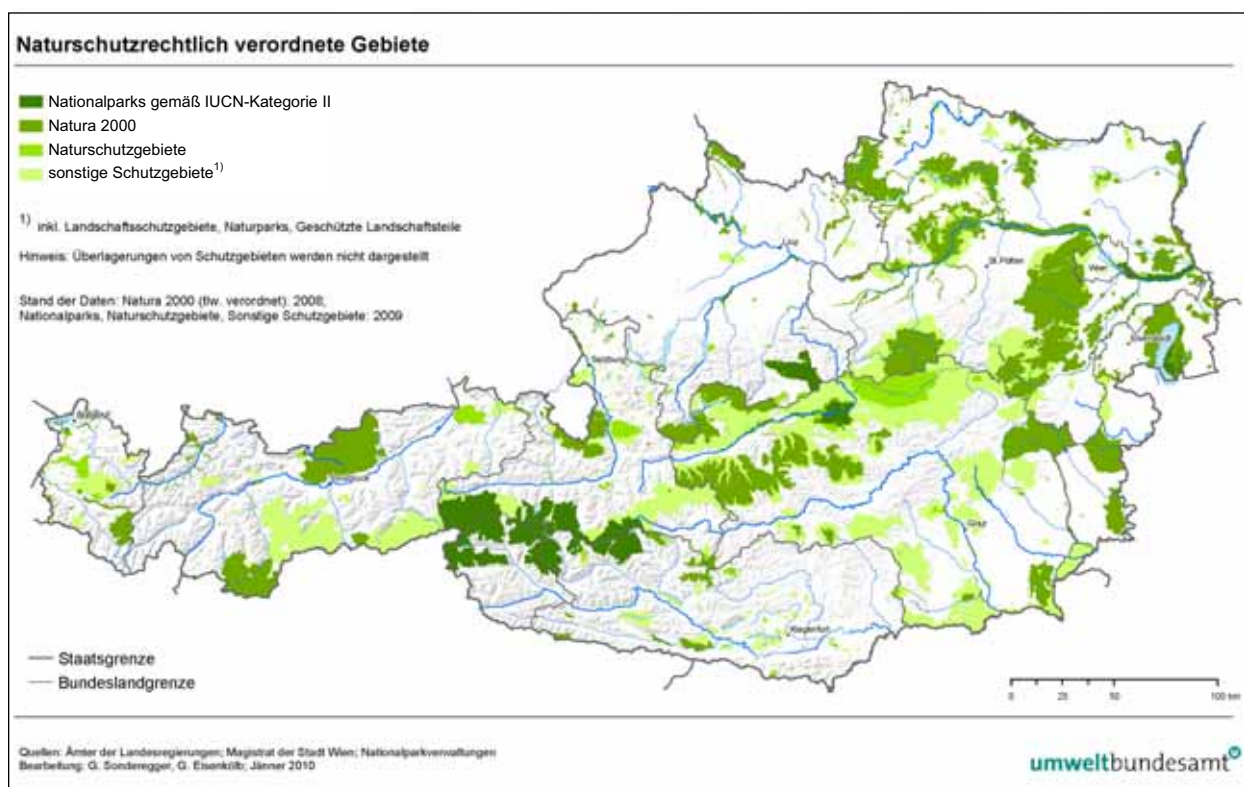 Naturschutzrechtlich verordnete Gebiete
Nationalparks gemäß IUCN-Kategorie II
Natura 2000
Naturschutzgebiete
sonstige Schutzgebiete1)
1) inkl. Landschaftsschutzgebiete, Naturparks, Geschützte Landschaftsteile
Hinweis: Überlagerungen von Schutzgebieten werden nicht dargestellt
Stand der Daten: Natura 2000 (tlw. verordnet): 2008;
Nationalparks, Naturschutzgebiete, Sonstige Schutzgebiete: 2009
Linz
St. Pölten
Wien
Eisenstadt
Salzburg
Bregenz
Innsbruck
Graz
Klagenfurt
Staatsgrenze
Bundeslandgrenze
0 25 50 100 km
Quellen: Ämter der Landesregierungen; Magistrat der Stadt Wien; Nationalparkverwaltungen
Bearbeitung: G. Sonderegger, G. Eisenkölb; Jänner 2010
umweltbundesamt